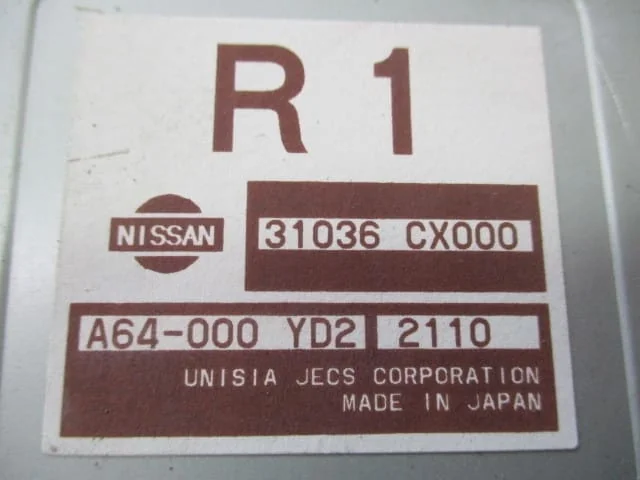 R 1
NISSAN
31036 CX000
A64-000 YD2 2110
UNISIA JECS CORPORATION
MADE IN JAPAN